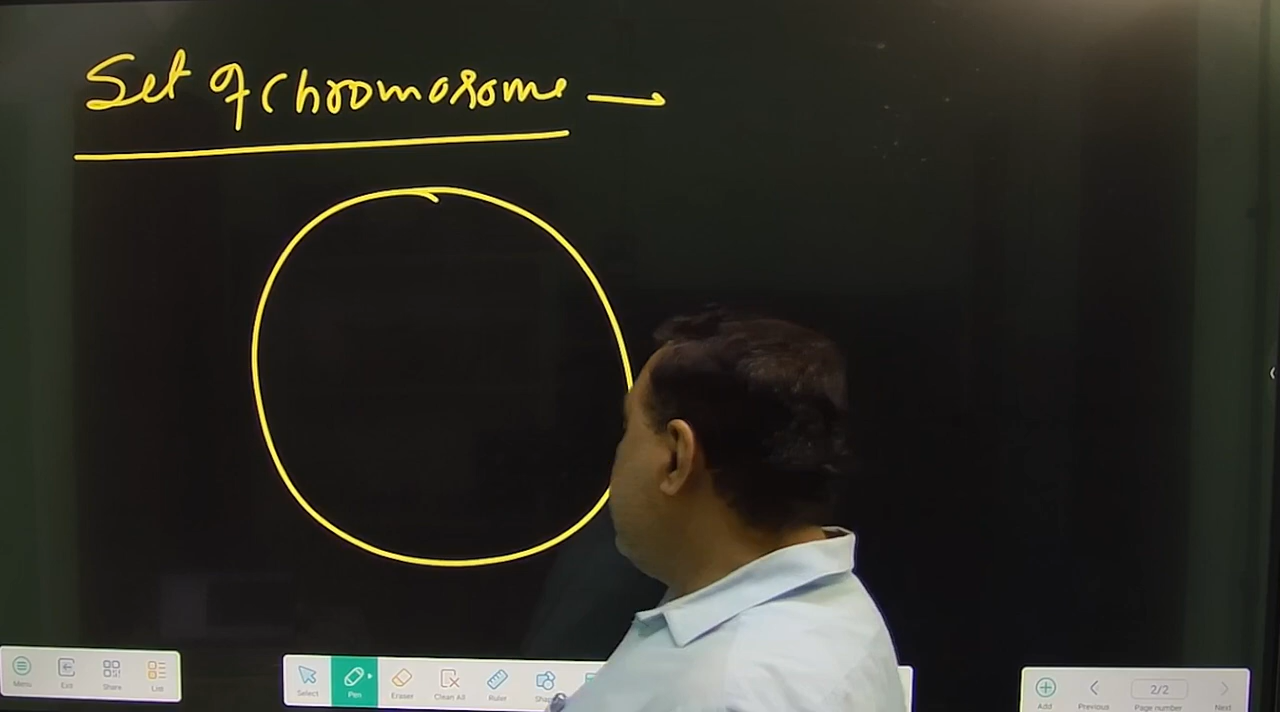 Set of chromosome →
Menu
Exit
Share
List
Select
Pen
Eraser
Clean All
Ruler
Add
Previous
2/2
Page number
Next